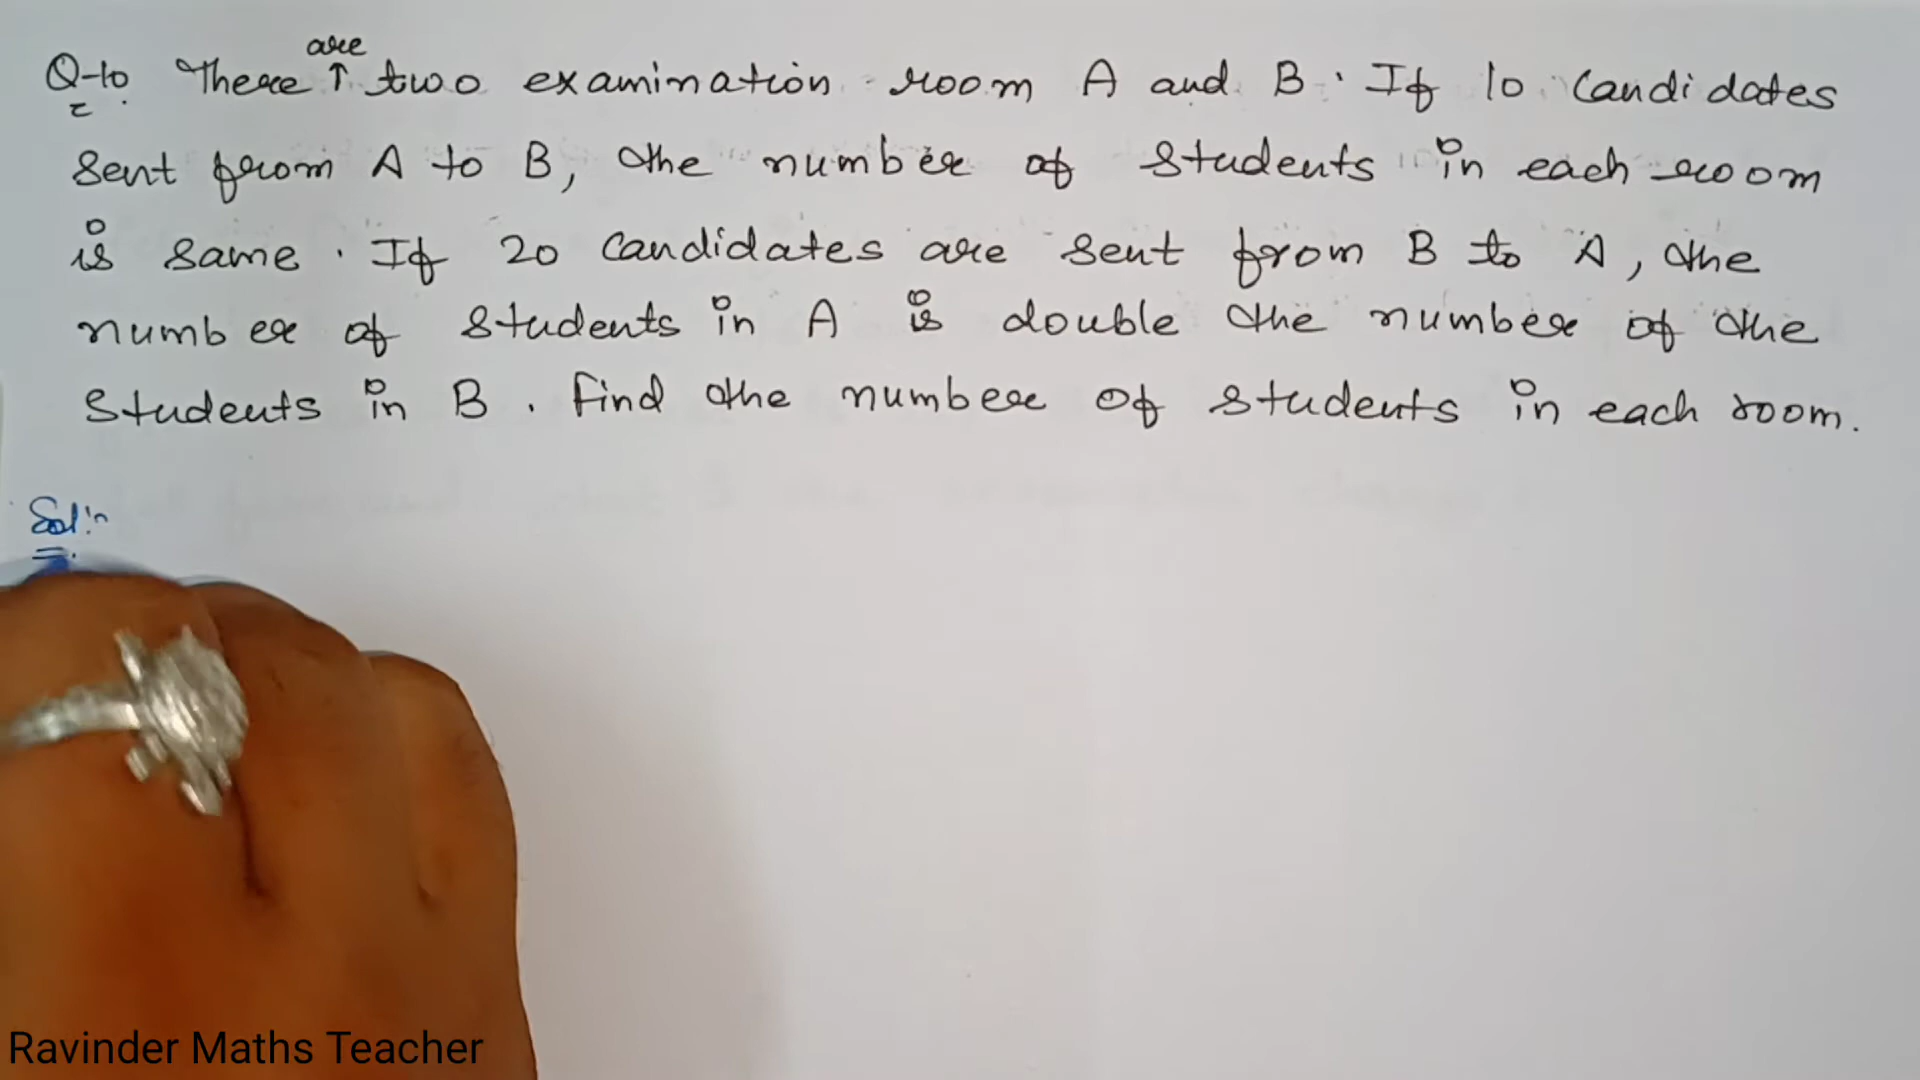 Q-10 There are ↑ two examination room A and B. If 10 Candidates
sent from A to B, the number of students in each room
is same. If 20 Candidates are sent from B to A, the
number of students in A is double the number of the
students in B. find the number of students in each room.
Sol:n
Ravinder Maths Teacher